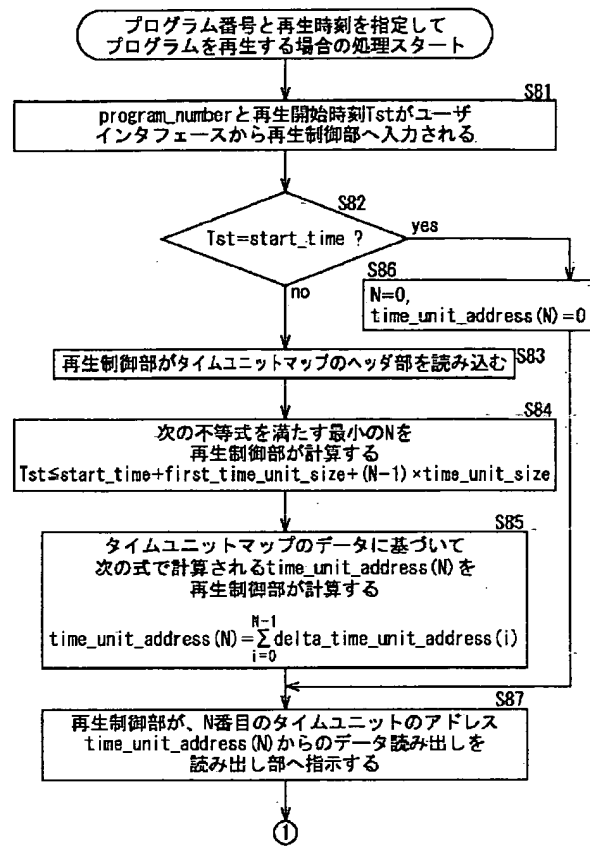 プログラム番号と再生時刻を指定して
プログラムを再生する場合の処理スタート
S81
program_numberと再生開始時刻Tstがユーザ
インタフェースから再生制御部へ入力される
S82
Tst=start_time ?
yes
no
S86
N=0,
time_unit_address(N)=0
再生制御部がタイムユニットマップのヘッダ部を読み込む
S83
S84
次の不等式を満たす最小のNを
再生制御部が計算する
Tst≦start_time+first_time_unit_size+(N-1)×time_unit_size
S85
タイムユニットマップのデータに基づいて
次の式で計算されるtime_unit_address(N)を
再生制御部が計算する
N-1
time_unit_address(N)=Σdelta_time_unit_address(i)
i=0
S87
再生制御部が、N番目のタイムユニットのアドレス
time_unit_address(N)からのデータ読み出しを
読み出し部へ指示する
①